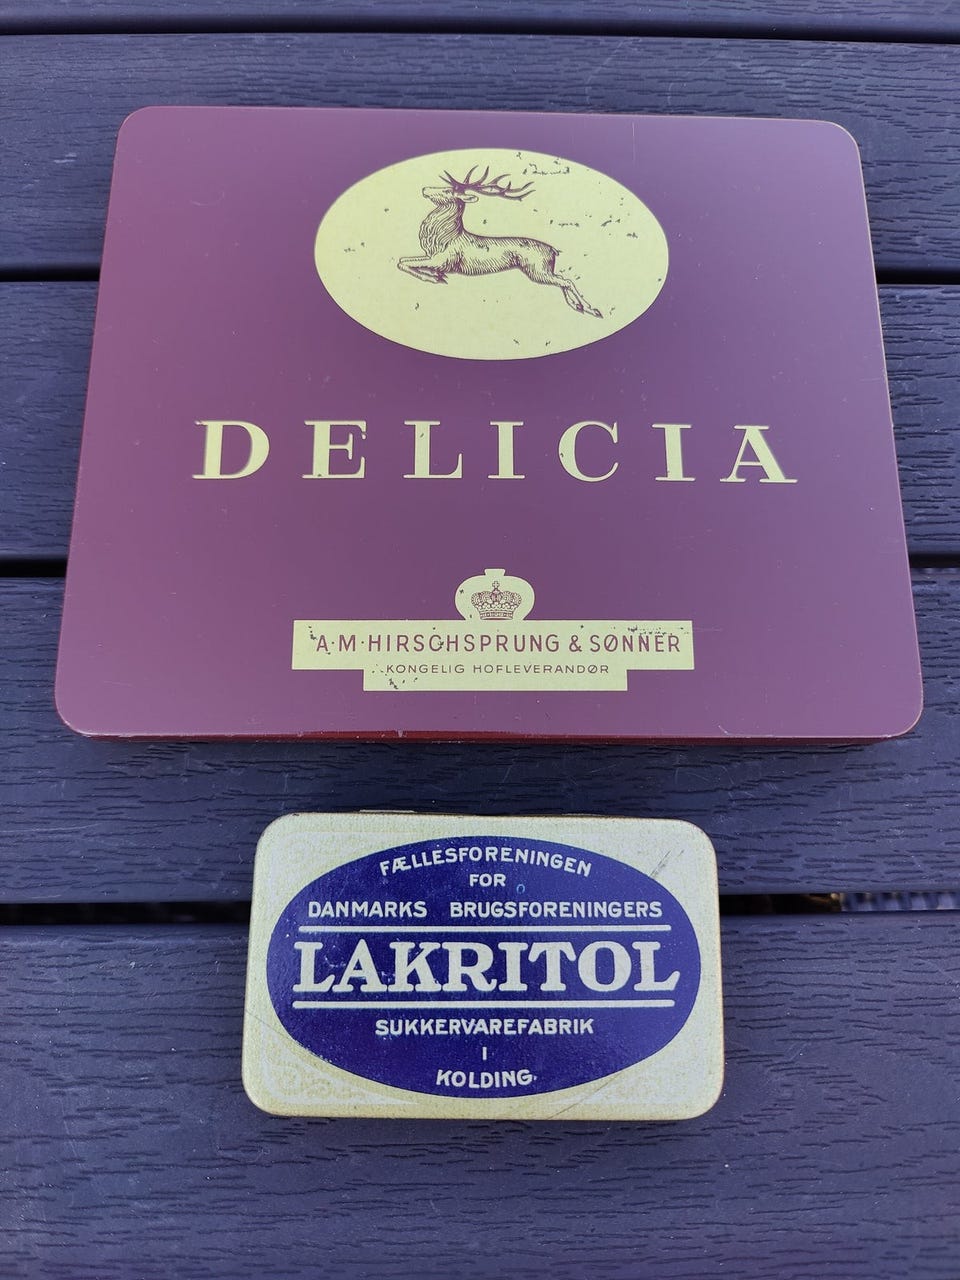 DELICIA
A·M·HIRSCHSPRUNG & SØNNER
KONGELIG HOFLEVERANDØR
FÆLLESFORENINGEN
FOR
DANMARKS BRUGSFORENINGERS
LAKRITOL
SUKKERVAREFABRIK
I
KOLDING.